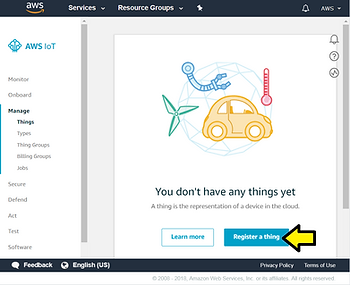 aws
Services
Resource Groups
AWS
AWS IoT
Monitor
Onboard
Manage
Things
Types
Thing Groups
Billing Groups
Jobs
Secure
Defend
Act
Test
Software
You don't have any things yet
A thing is the representation of a device in the cloud.
Learn more
Register a thing
Feedback
English (US)
Privacy Policy
Terms of Use
© 2008 - 2018, Amazon Web Services, Inc. or its affiliates. All rights reserved.